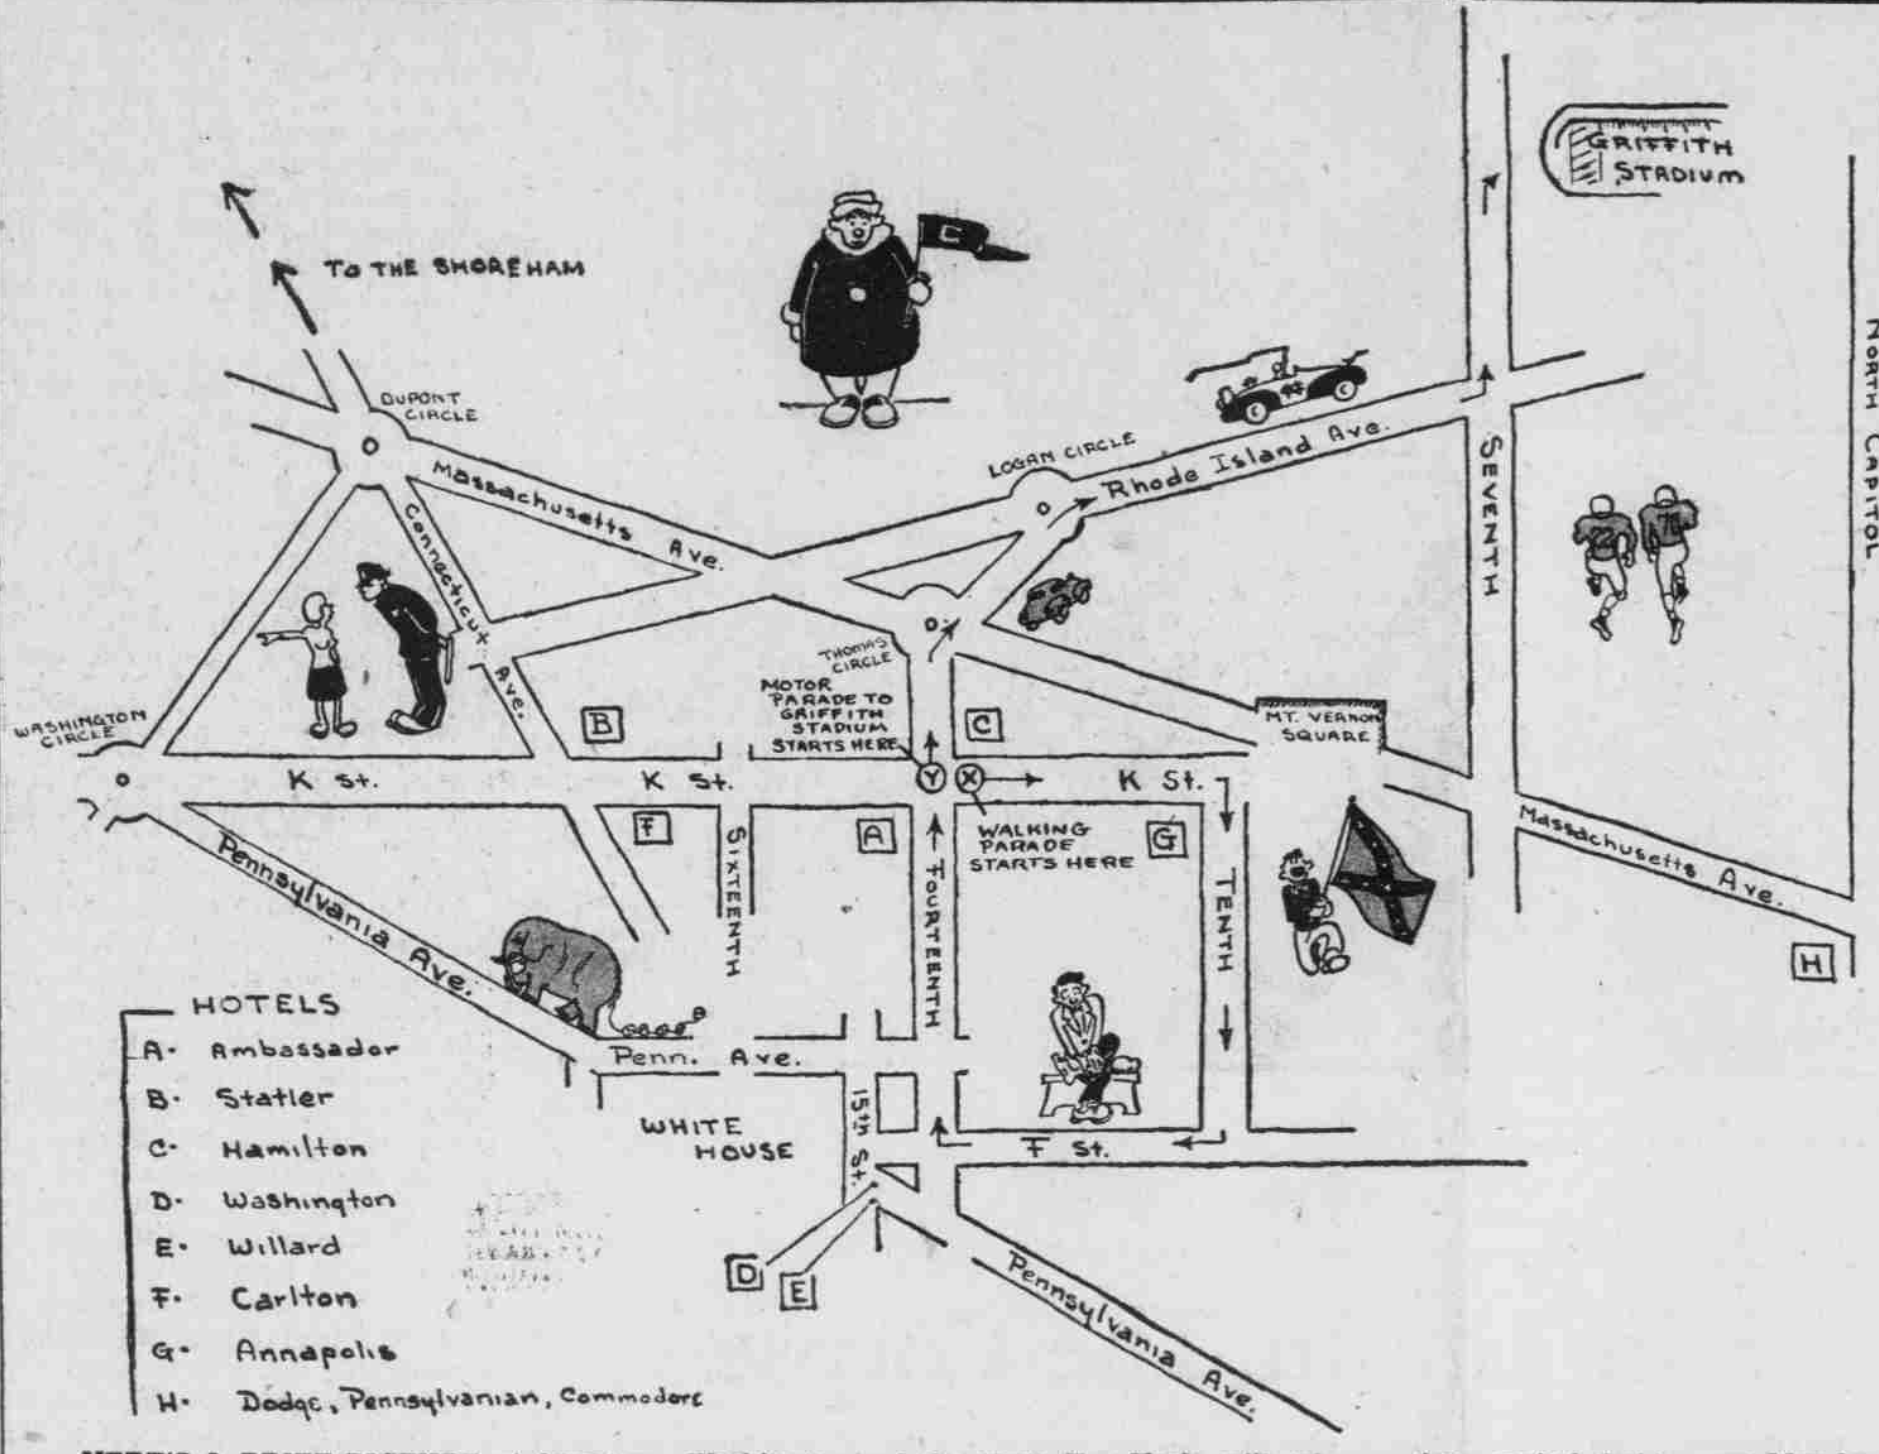 GRIFFITH
STADIUM
TO THE SHOREHAM
C
NORTH CAPITOL
DUPONT
CIRCLE
LOGAN CIRCLE
Rhode Island Ave.
Massachusetts Ave.
Connecticut Ave.
SEVENTH
THOMAS
CIRCLE
WASHINGTON
CIRCLE
MOTOR
PARADE TO
GRIFFITH
STADIUM
STARTS HERE
B
C
MT. VERNON
SQUARE
K St.
K St.
Y
X
K St.
F
A
WALKING
PARADE
STARTS HERE
G
SIXTEENTH
FOURTEENTH
TENTH
Massachusetts Ave.
H
Pennsylvania Ave.
Penn. Ave.
15th St.
WHITE
HOUSE
F St.
D
E
Pennsylvania Ave.
HOTELS
A- Ambassador
B- Statler
C- Hamilton
D- Washington
E- Willard
F- Carlton
G- Annapolis
H- Dodge, Pennsylvanian, Commodore